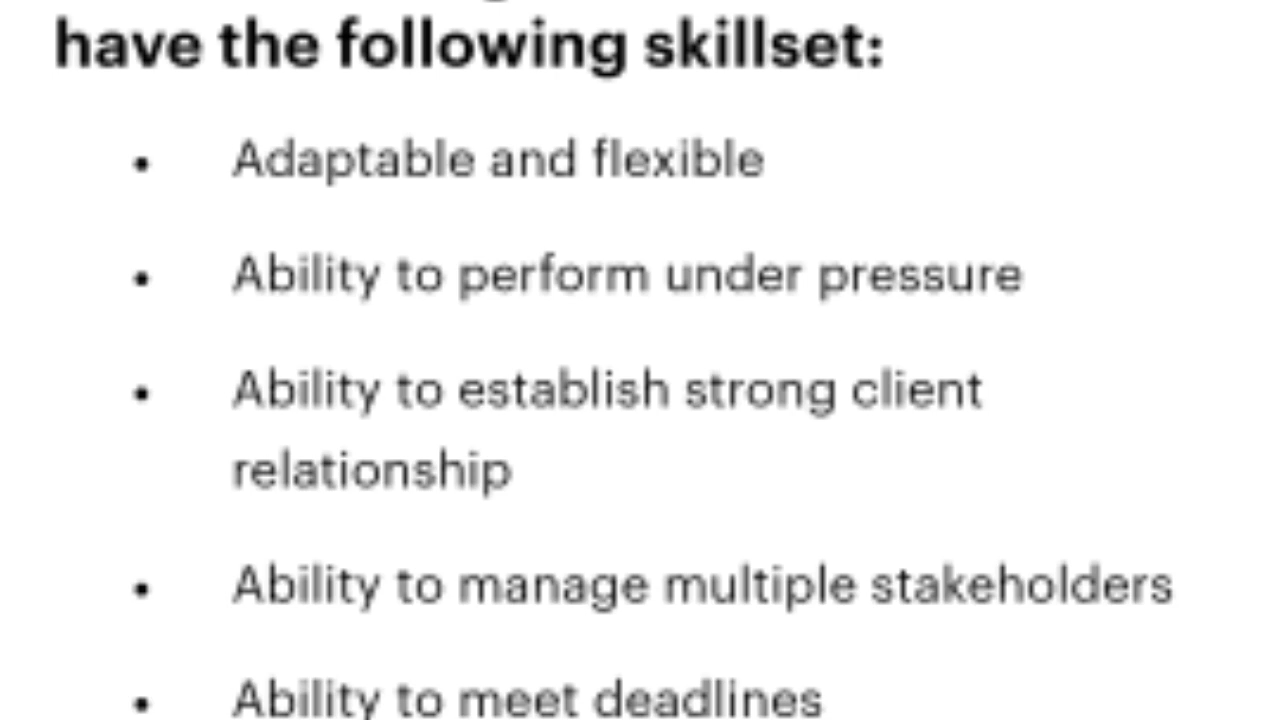 have the following skillset:
• Adaptable and flexible
• Ability to perform under pressure
• Ability to establish strong client
relationship
• Ability to manage multiple stakeholders
• Ability to meet deadlines